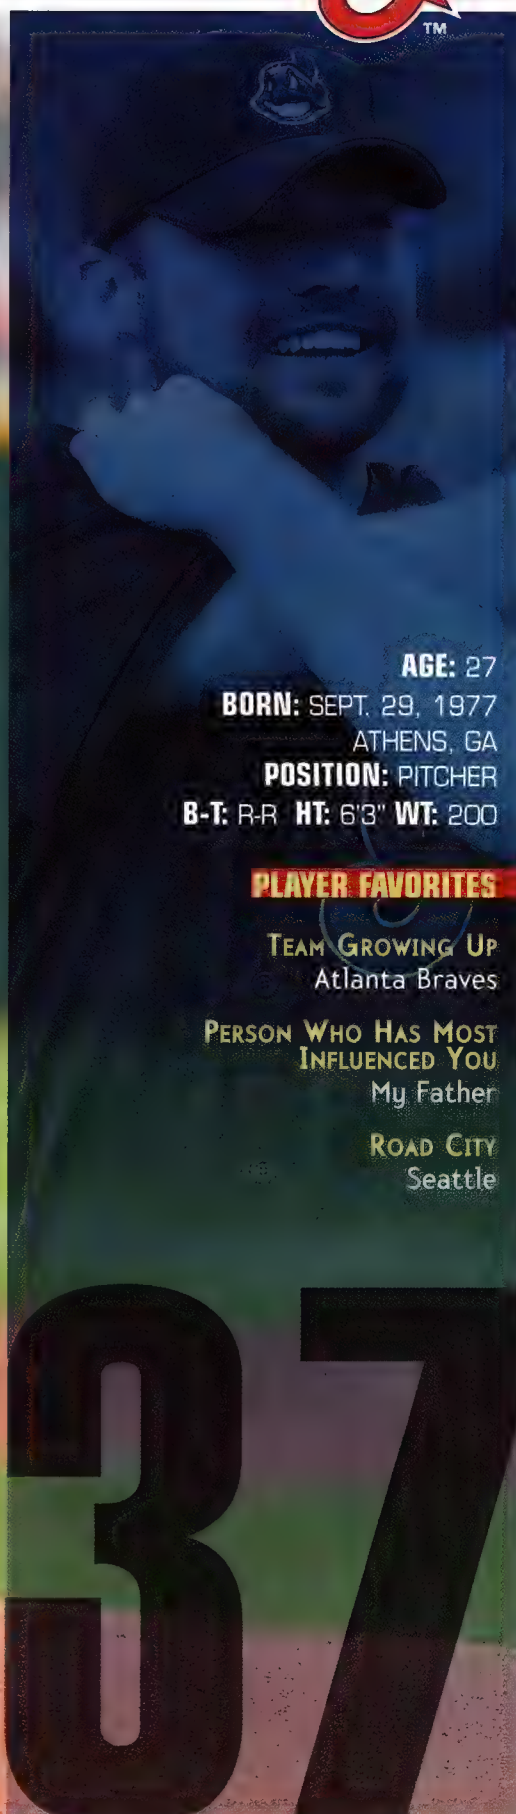 TM
AGE: 27
BORN: SEPT. 29, 1977
ATHENS, GA
POSITION: PITCHER
B-T: R-R HT: 6'3" WT: 200
PLAYER FAVORITES
TEAM GROWING UP
Atlanta Braves
PERSON WHO HAS MOST
INFLUENCED YOU
My Father
ROAD CITY
Seattle
37